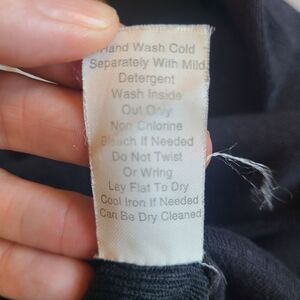 Hand Wash Cold
Separately With Mild
Detergent
Wash Inside
Out Only
Non Chlorine
Bleach If Needed
Do Not Twist
Or Wring
Lay Flat To Dry
Cool Iron If Needed
Can Be Dry Cleaned